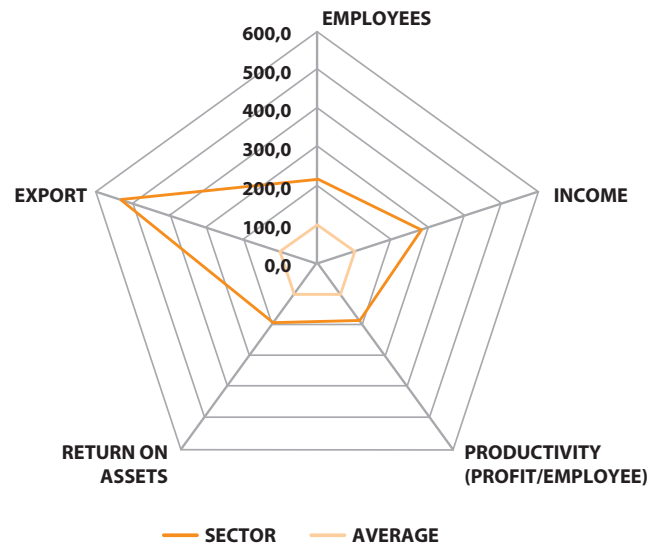 EMPLOYEES
600,0
500,0
400,0
300,0
200,0
100,0
0,0
EXPORT
INCOME
RETURN ON
ASSETS
PRODUCTIVITY
(PROFIT/EMPLOYEE)
SECTOR
AVERAGE